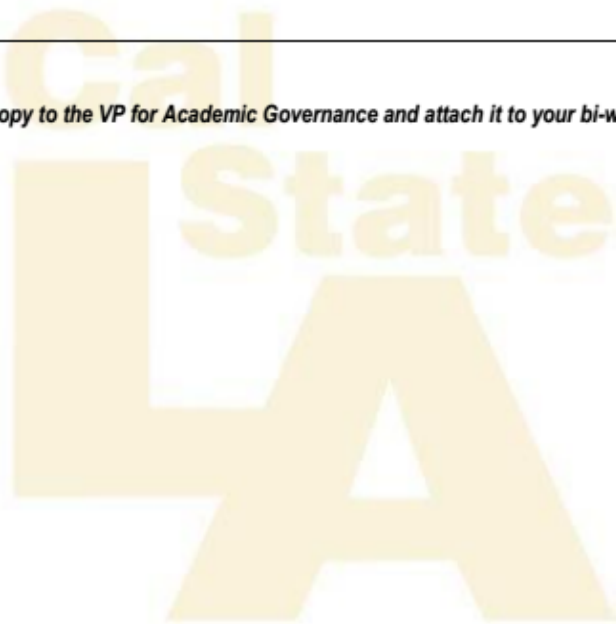 Cal
opy to the VP for Academic Governance and attach it to your bi-w
State
LA